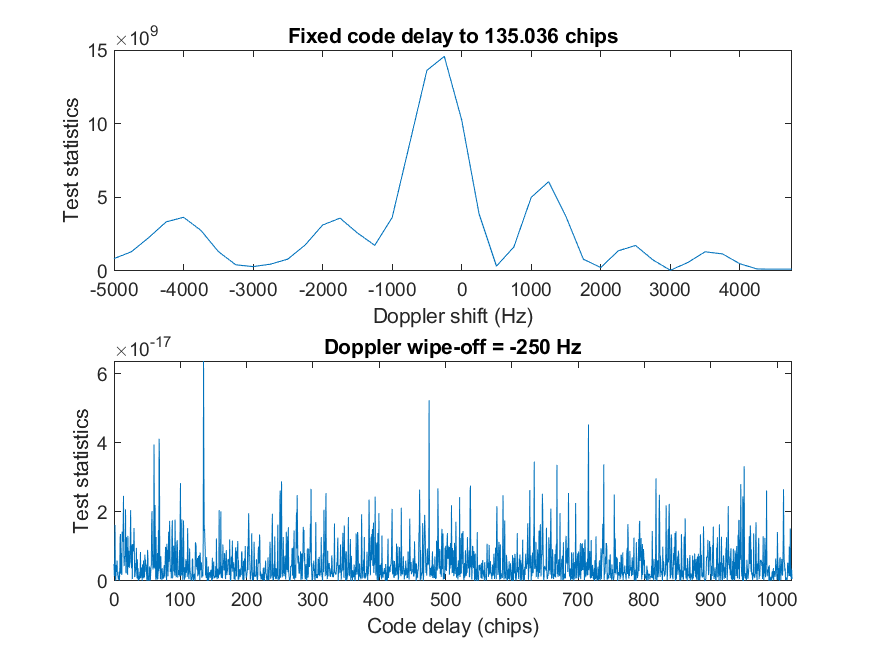 ×10^9
Fixed code delay to 135.036 chips
15
10
5
0
Test statistics
-5000 -4000 -3000 -2000 -1000 0 1000 2000 3000 4000
Doppler shift (Hz)
×10^-17
Doppler wipe-off = -250 Hz
6
4
2
0
Test statistics
0 100 200 300 400 500 600 700 800 900 1000
Code delay (chips)